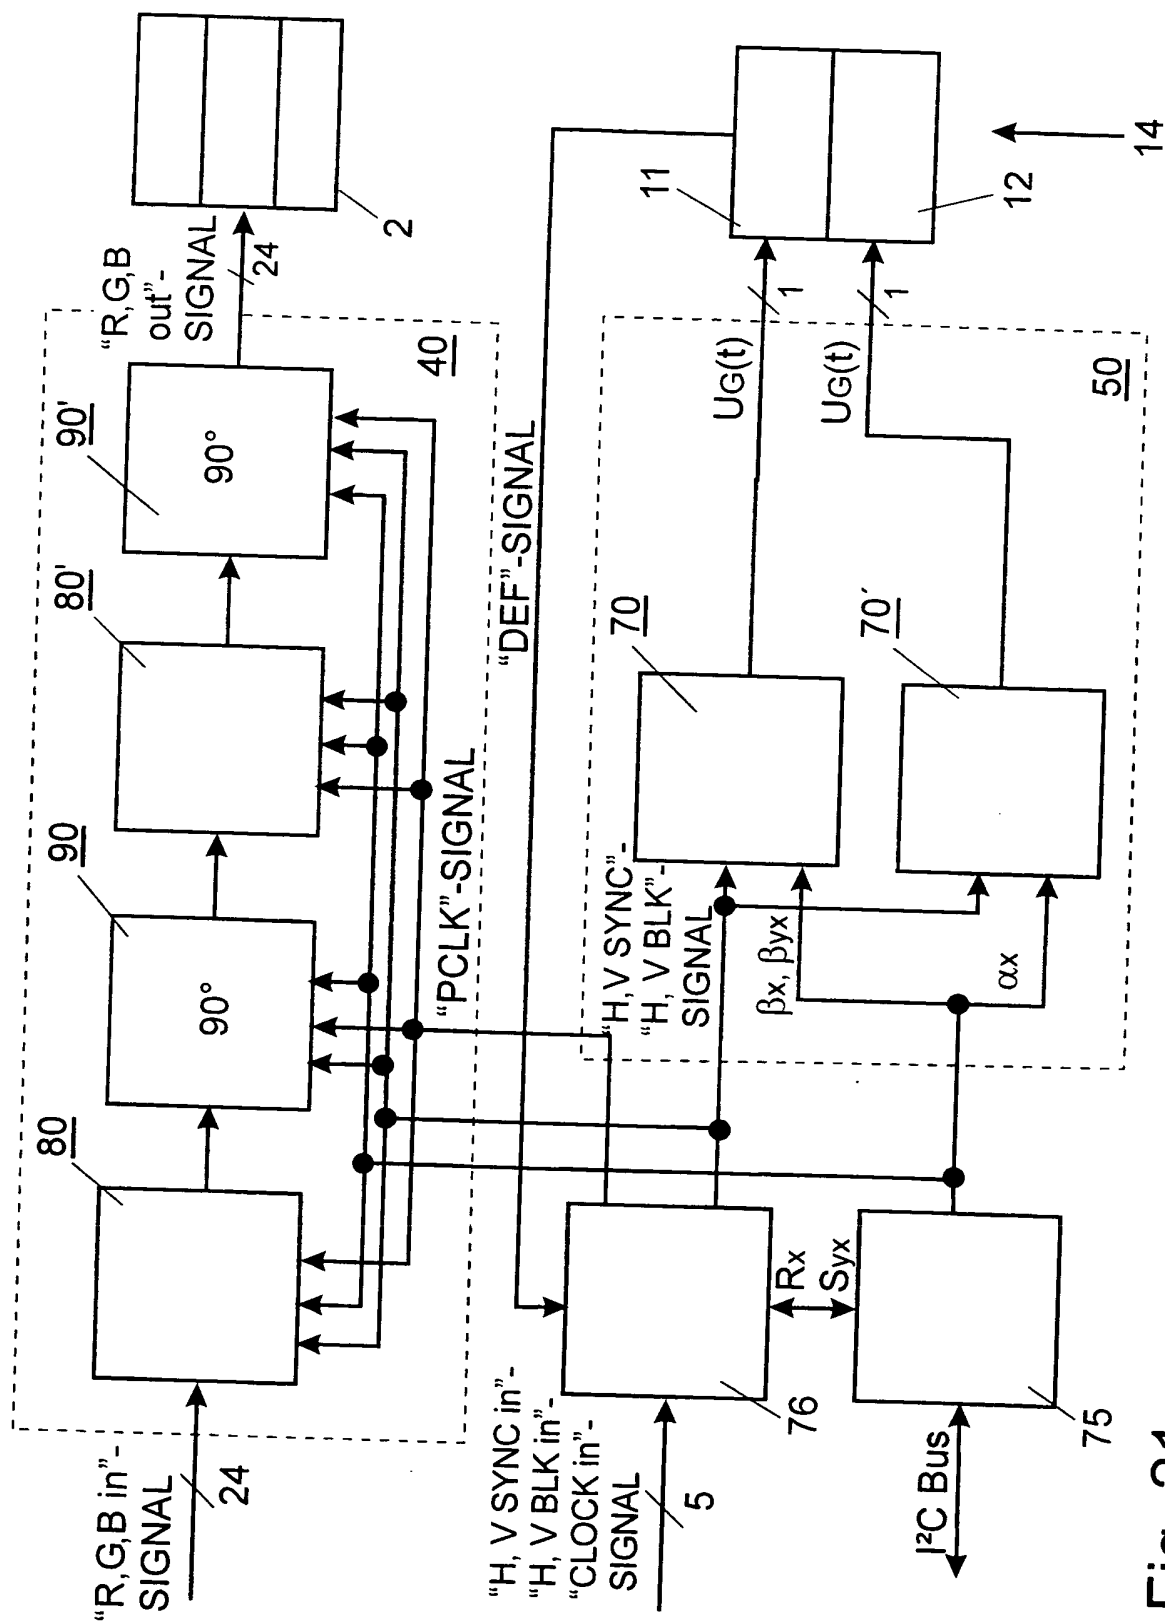 "R,G,B in"-
SIGNAL
24
80
90
90°
80'
90'
90°
"R,G,B
out"-
SIGNAL
24
2
40
"PCLK"-SIGNAL
"DEF"-SIGNAL
"H, V SYNC in"-
"H, V BLK in"-
"CLOCK in"-
SIGNAL
5
76
Rx
Syx
I²C Bus
75
"H, V SYNC"-
"H, V BLK"-
SIGNAL
βx, βyx
αx
70
70´
UG(t)
UG(t)
50
1
1
11
12
14